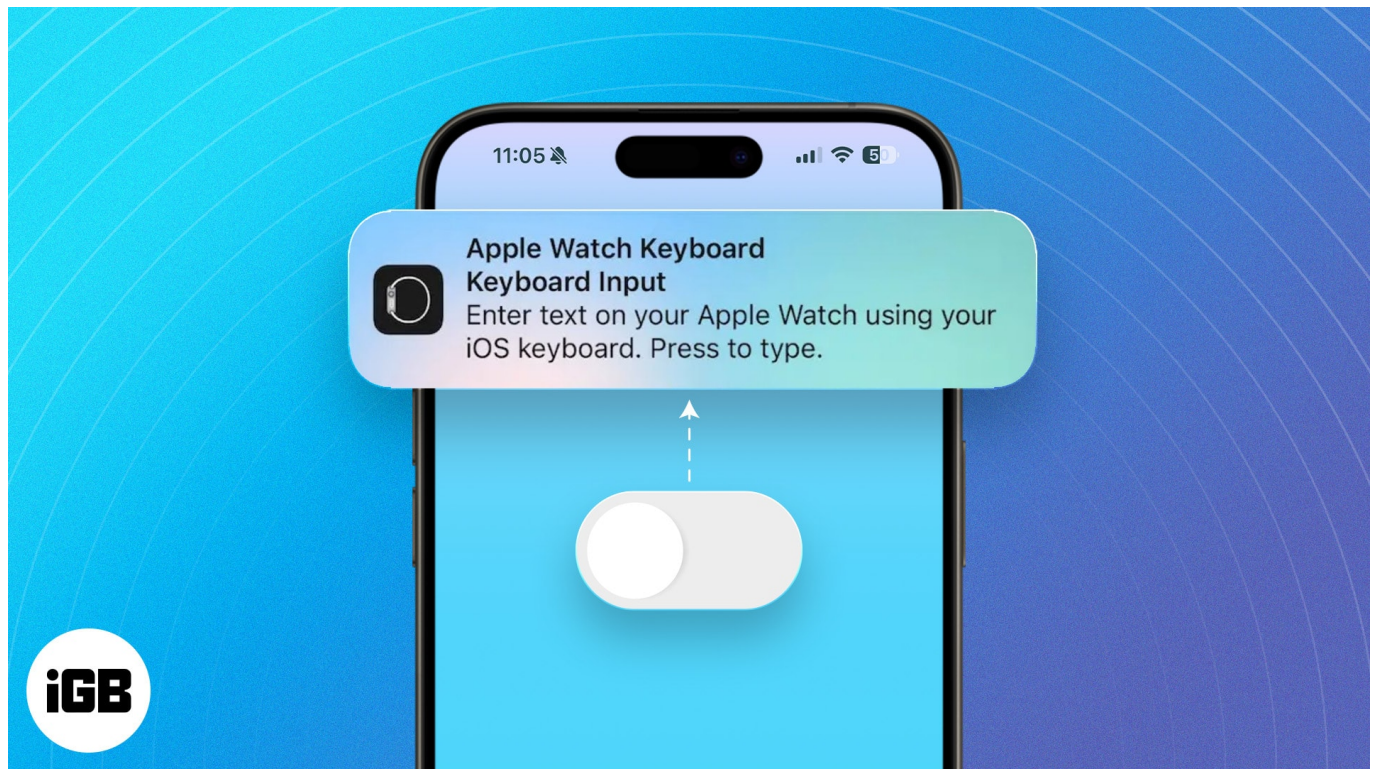 11:05
50
Apple Watch Keyboard
Keyboard Input
Enter text on your Apple Watch using your
iOS keyboard. Press to type.
iGB